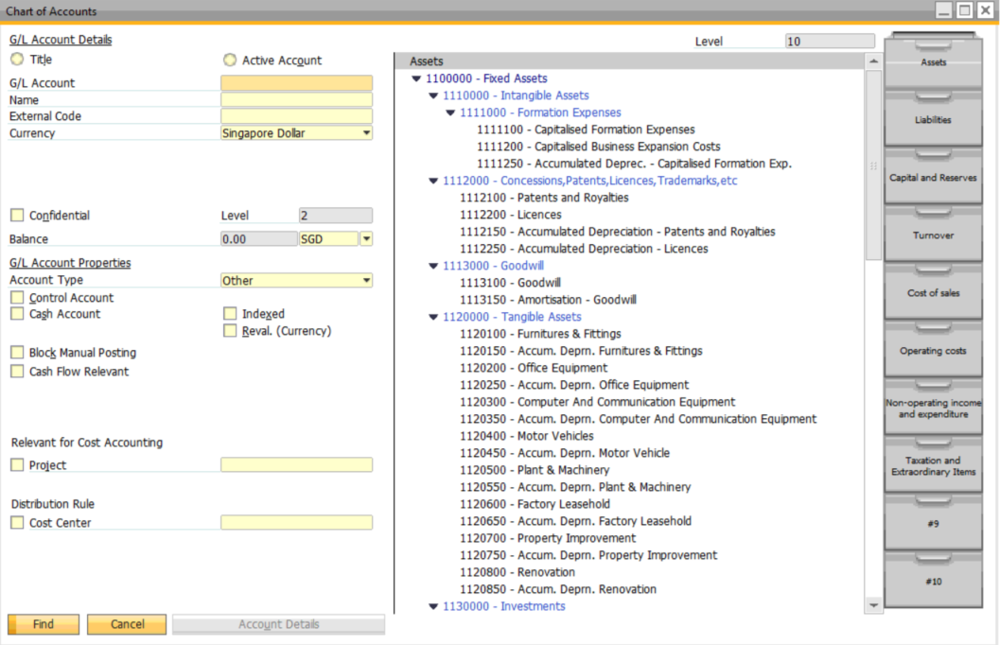 Chart of Accounts
G/L Account Details
Title
Active Account
G/L Account
Name
External Code
Currency
Singapore Dollar
Confidential
Level
2
Balance
0.00
SGD
G/L Account Properties
Account Type
Other
Control Account
Cash Account
Indexed
Reval. (Currency)
Block Manual Posting
Cash Flow Relevant
Relevant for Cost Accounting
Project
Distribution Rule
Cost Center
Find
Cancel
Account Details
Level
10
Assets
1100000 - Fixed Assets
1110000 - Intangible Assets
1111000 - Formation Expenses
1111100 - Capitalised Formation Expenses
1111200 - Capitalised Business Expansion Costs
1111250 - Accumulated Deprec. - Capitalised Formation Exp.
1112000 - Concessions,Patents,Licences,Trademarks,etc
1112100 - Patents and Royalties
1112200 - Licences
1112150 - Accumulated Depreciation - Patents and Royalties
1112250 - Accumulated Depreciation - Licences
1113000 - Goodwill
1113100 - Goodwill
1113150 - Amortisation - Goodwill
1120000 - Tangible Assets
1120100 - Furnitures & Fittings
1120150 - Accum. Deprn. Furnitures & Fittings
1120200 - Office Equipment
1120250 - Accum. Deprn. Office Equipment
1120300 - Computer And Communication Equipment
1120350 - Accum. Deprn. Computer And Communication Equipment
1120400 - Motor Vehicles
1120450 - Accum. Deprn. Motor Vehicle
1120500 - Plant & Machinery
1120550 - Accum. Deprn. Plant & Machinery
1120600 - Factory Leasehold
1120650 - Accum. Deprn. Factory Leasehold
1120700 - Property Improvement
1120750 - Accum. Deprn. Property Improvement
1120800 - Renovation
1120850 - Accum. Deprn. Renovation
1130000 - Investments
Assets
Liabilities
Capital and Reserves
Turnover
Cost of sales
Operating costs
Non-operating income
and expenditure
Taxation and
Extraordinary Items
#9
#10